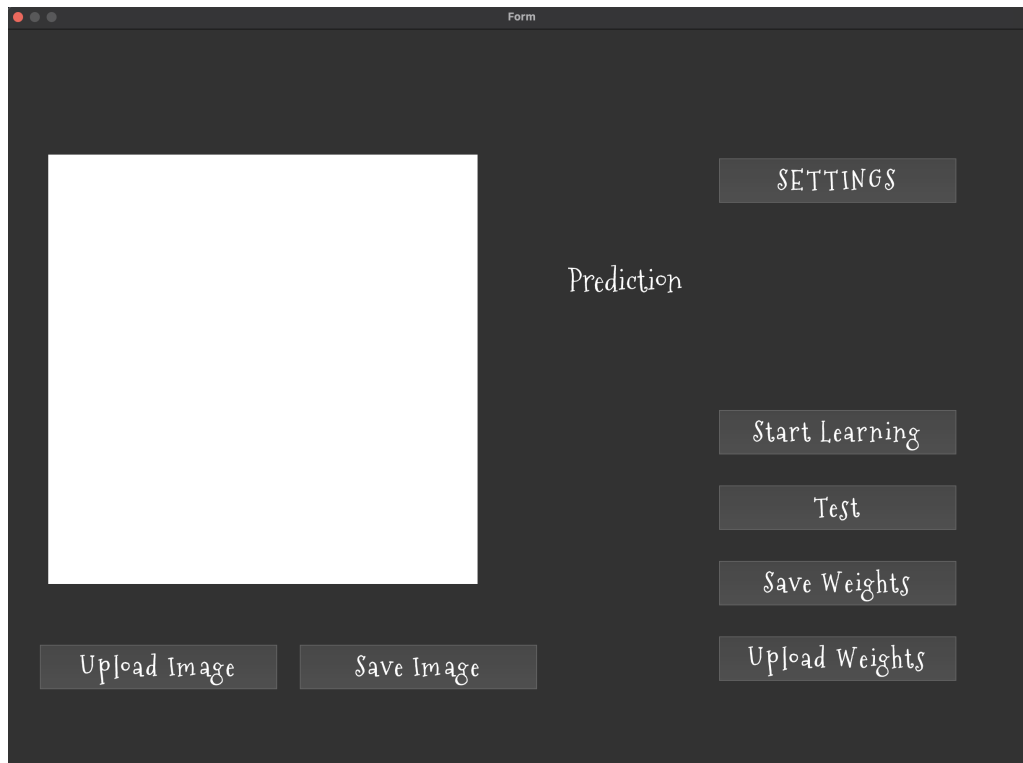 Form
SETTINGS
Prediction
Start Learning
Test
Save Weights
Upload Image
Save Image
Upload Weights